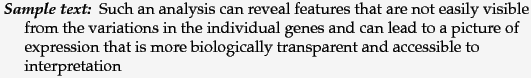 Sample text: Such an analysis can reveal features that are not easily visible
from the variations in the individual genes and can lead to a picture of
expression that is more biologically transparent and accessible to
interpretation